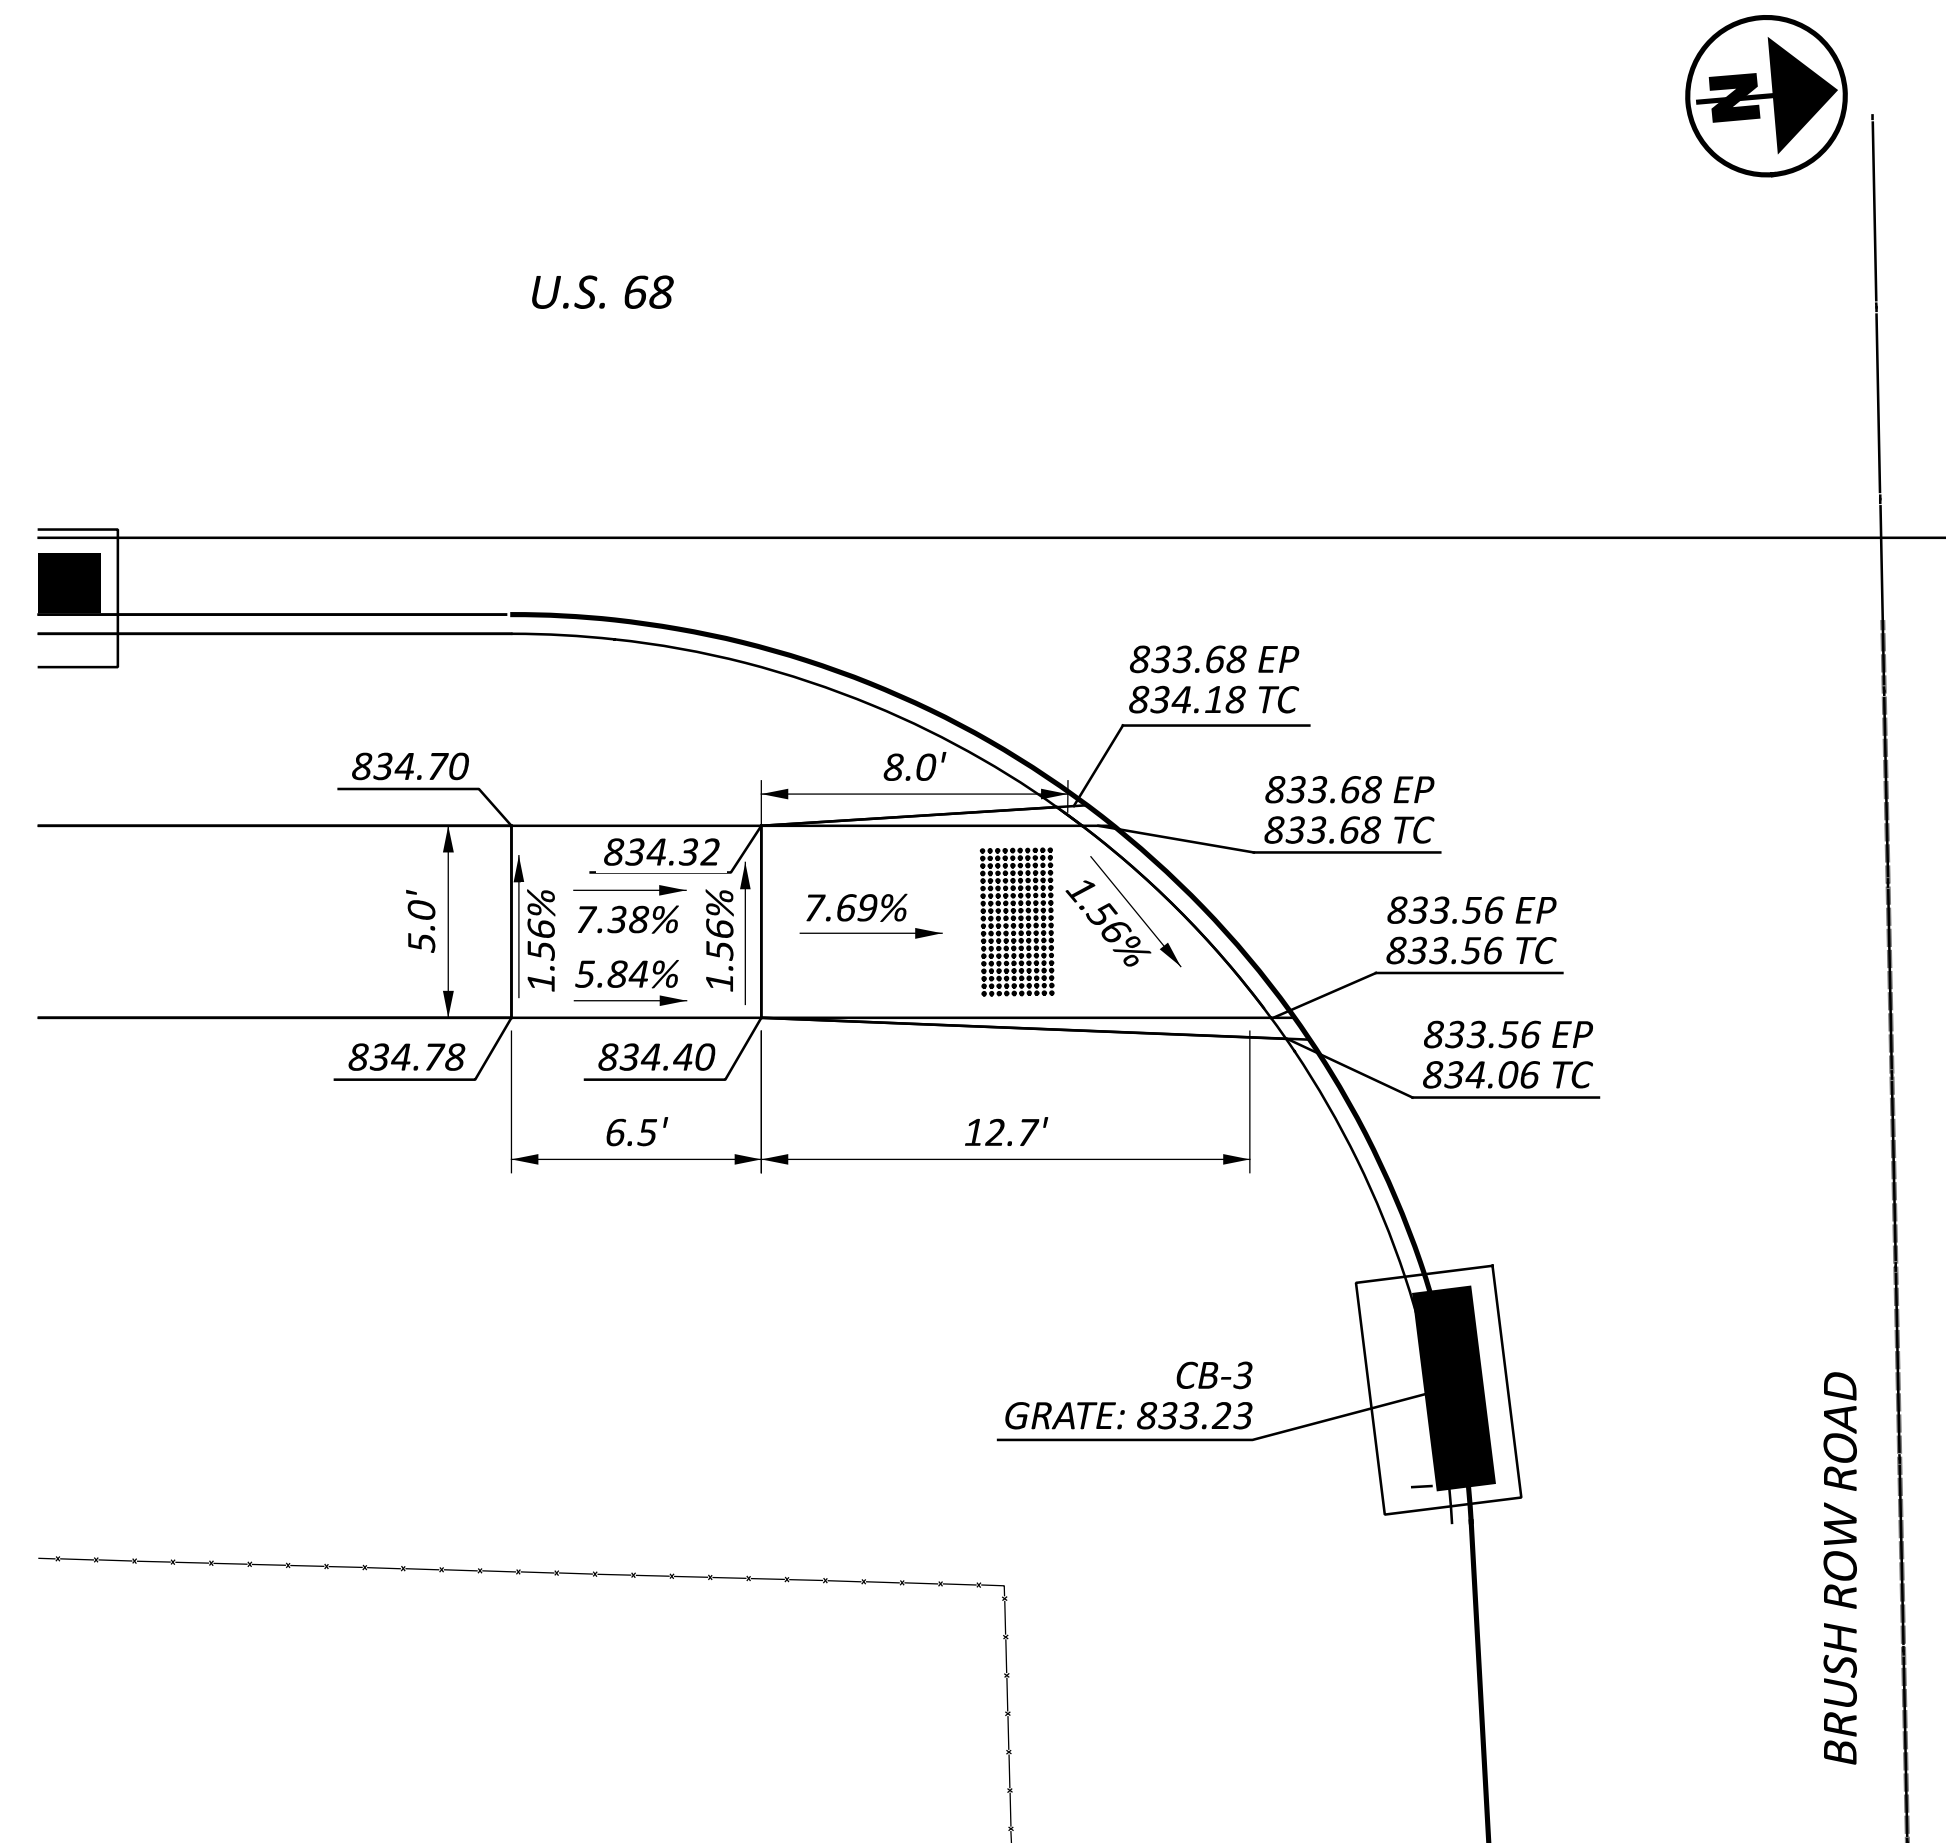 N
U.S. 68
833.68 EP
834.18 TC
834.70
8.0'
833.68 EP
833.68 TC
834.32
5.0'
1.56%
7.38%
5.84%
1.56%
7.69%
1.56%
833.56 EP
833.56 TC
834.78
834.40
833.56 EP
834.06 TC
6.5'
12.7'
CB-3
GRATE: 833.23
BRUSH ROW ROAD